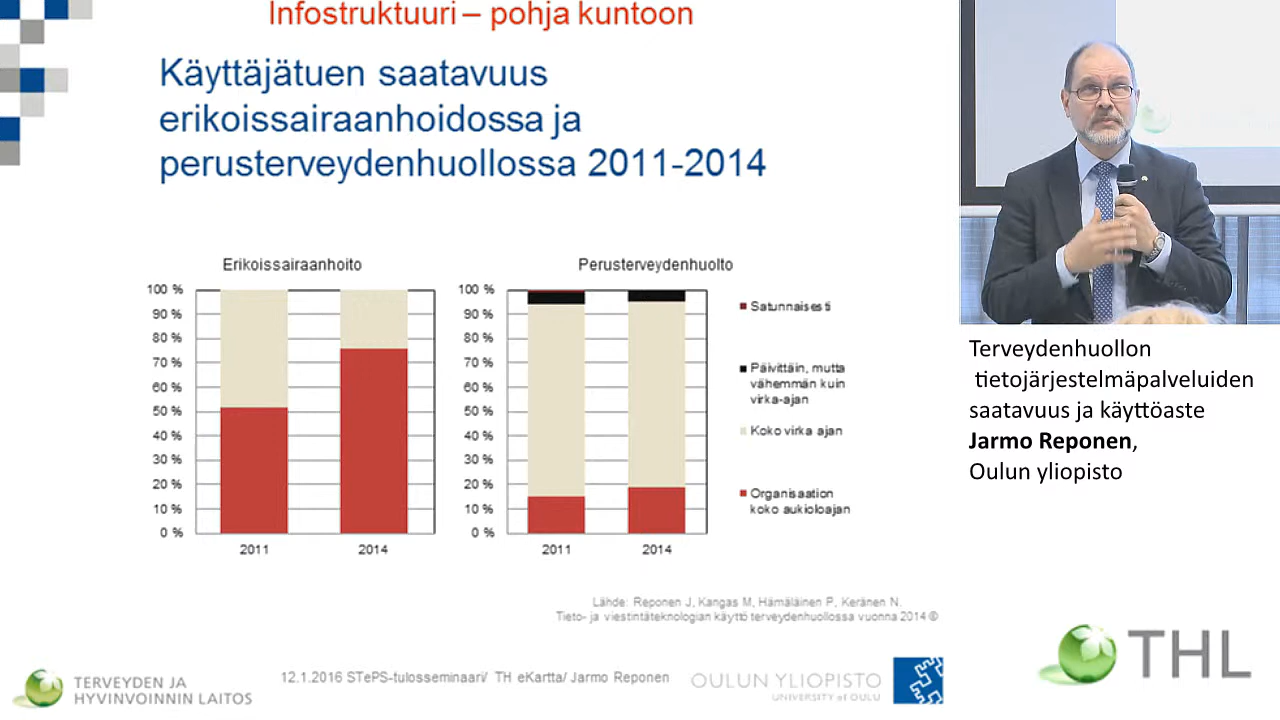 Infostruktuuri – pohja kuntoon
Käyttäjätuen saatavuus
erikoissairaanhoidossa ja
perusterveydenhuollossa 2011-2014
Erikoissairaanhoito
100 %
90 %
80 %
70 %
60 %
50 %
40 %
30 %
20 %
10 %
0 %
2011
2014
Perusterveydenhuolto
100 %
90 %
80 %
70 %
60 %
50 %
40 %
30 %
20 %
10 %
0 %
2011
2014
Satunnaisesti
Päivittäin, mutta
vähemmän kuin
virka-ajan
Koko virka ajan
Organisaation
koko aukioloajan
Lähde: Reponen J, Kangas M, Hämäläinen P, Keränen N.
Tieto- ja viestintäteknologian käyttö terveydenhuollossa vuonna 2014 ©
TERVEYDEN JA
HYVINVOINNIN LAITOS
12.1.2016 STePS-tulosseminaari/ TH eKartta/ Jarmo Reponen
OULUN YLIOPISTO
UNIVERSITY of OULU
Terveydenhuollon
tietojärjestelmäpalveluiden
saatavuus ja käyttöaste
Jarmo Reponen,
Oulun yliopisto
THL